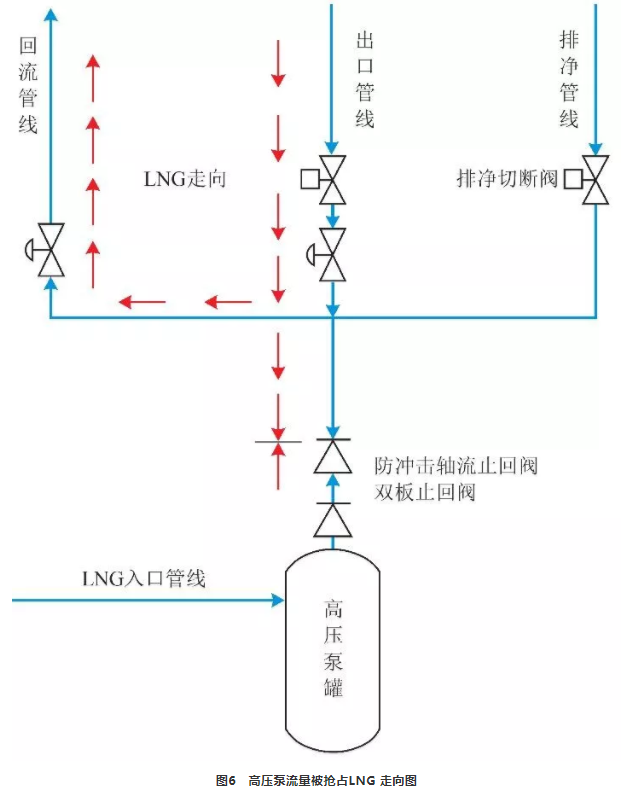 回流管线
出口管线
排净管线
LNG走向
排净切断阀
防冲击轴流止回阀
双板止回阀
LNG入口管线
高压泵罐
图6 高压泵流量被抢占LNG 走向图